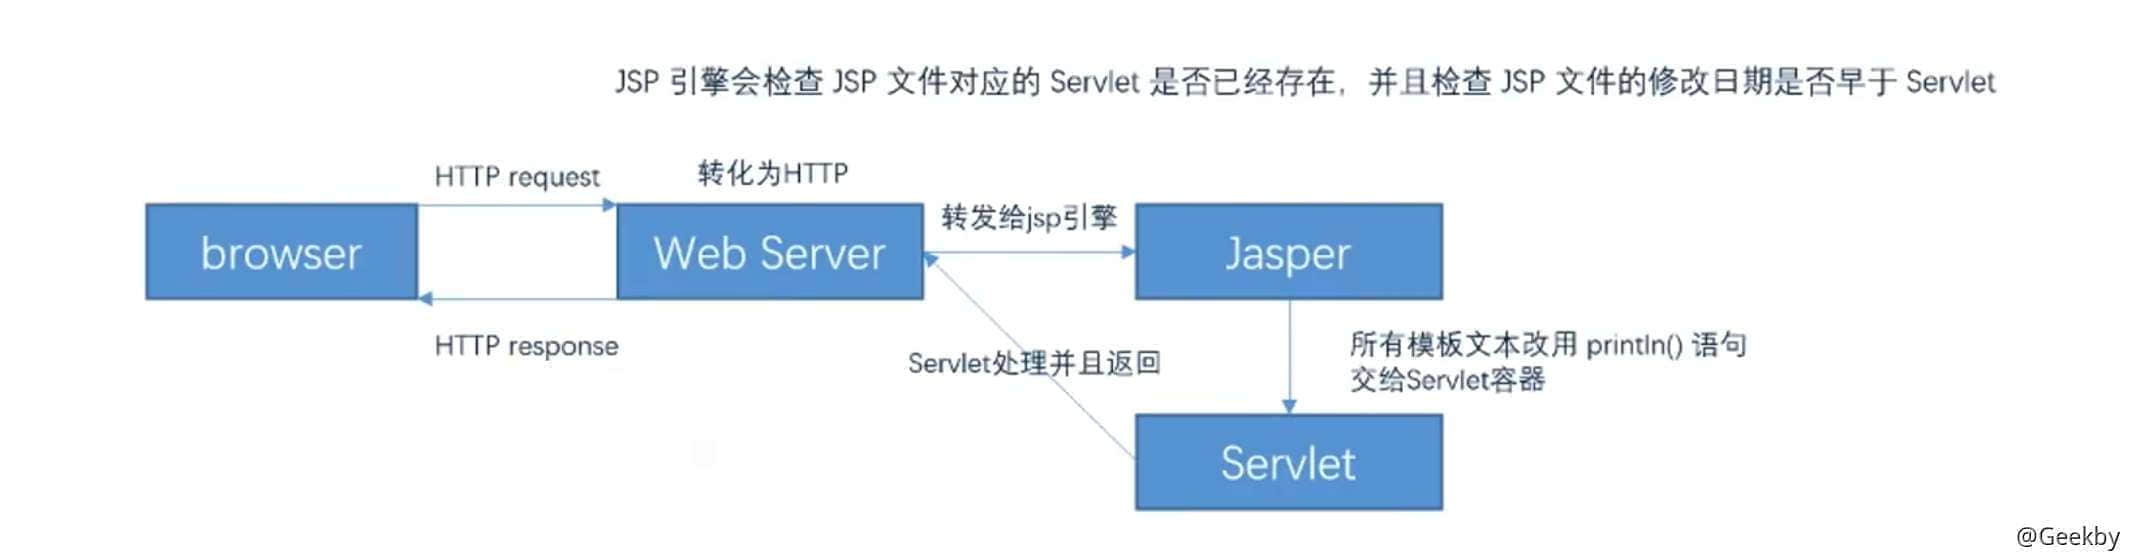 JSP 引擎会检查 JSP 文件对应的 Servlet 是否已经存在，并且检查 JSP 文件的修改日期是否早于 Servlet
HTTP request
转化为HTTP
转发给jsp引擎
browser
Web Server
Jasper
HTTP response
Servlet处理并且返回
所有模板文本改用 println() 语句
交给Servlet容器
Servlet
@Geekby